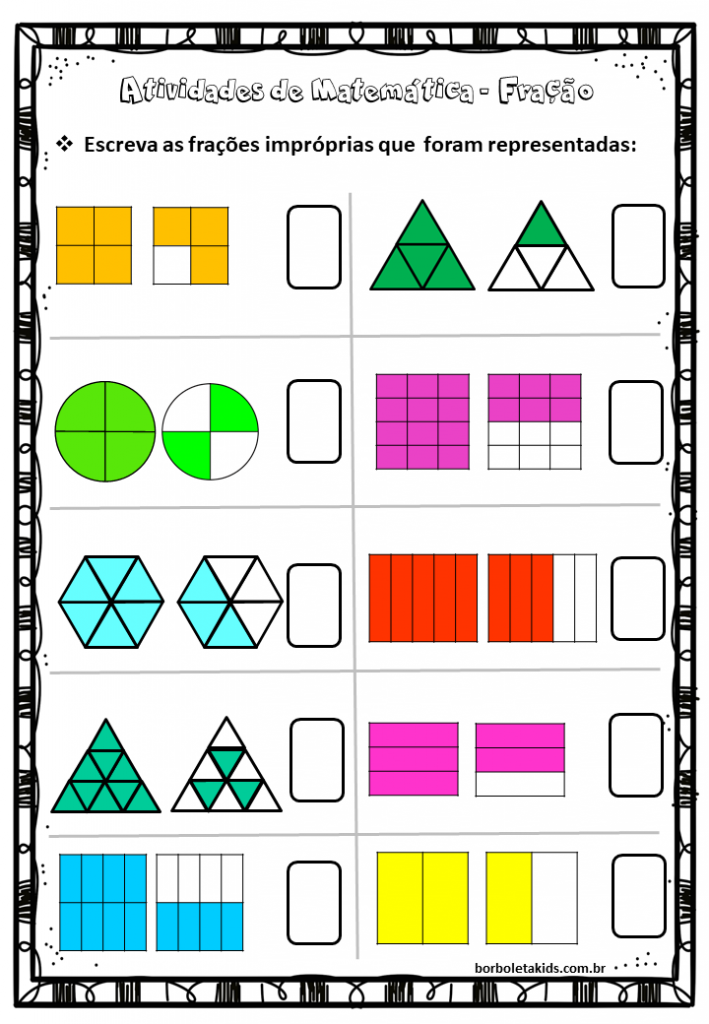 Atividades de Matemática - Fração
❖ Escreva as frações impróprias que foram representadas:
borboletakids.com.br